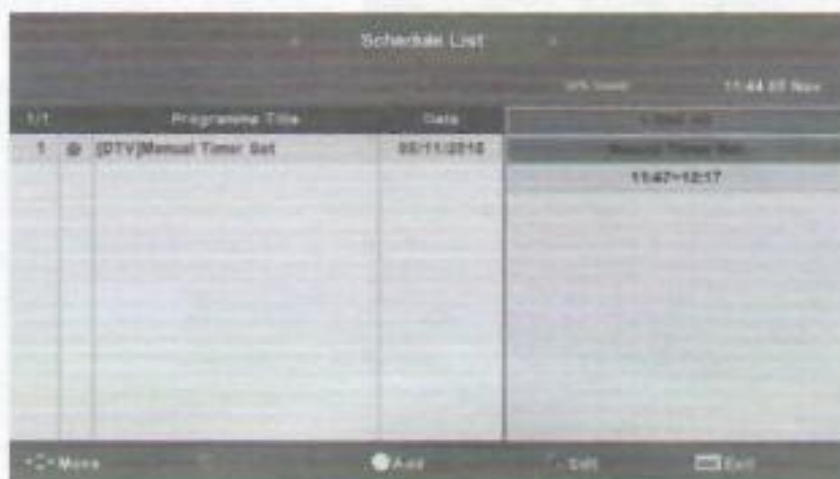 Schedule List
11:44 05 Nov
1/1 Programme Title Date
1 [DTV]Manual Timer Set 05/11/2015
Manual Timer Set
11:47~12:17
Move Add Edit Exit